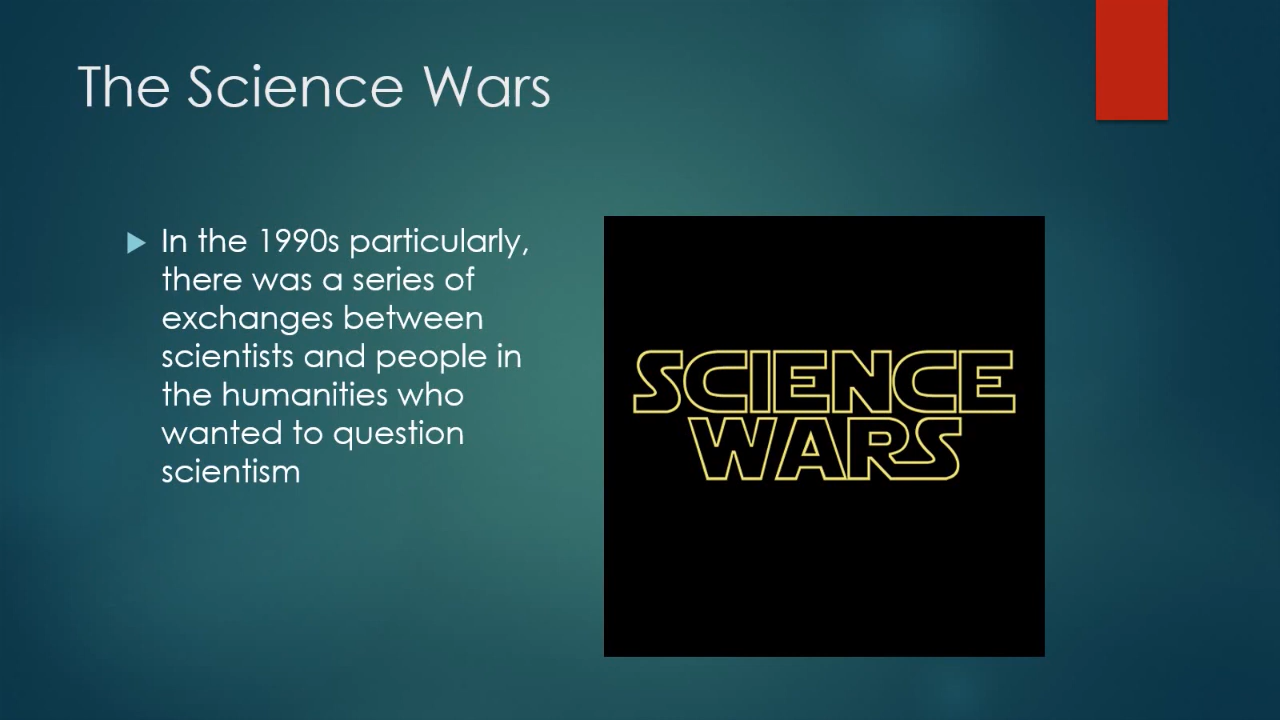 The Science Wars
In the 1990s particularly,
there was a series of
exchanges between
scientists and people in
the humanities who
wanted to question
scientism
SCIENCE
WARS